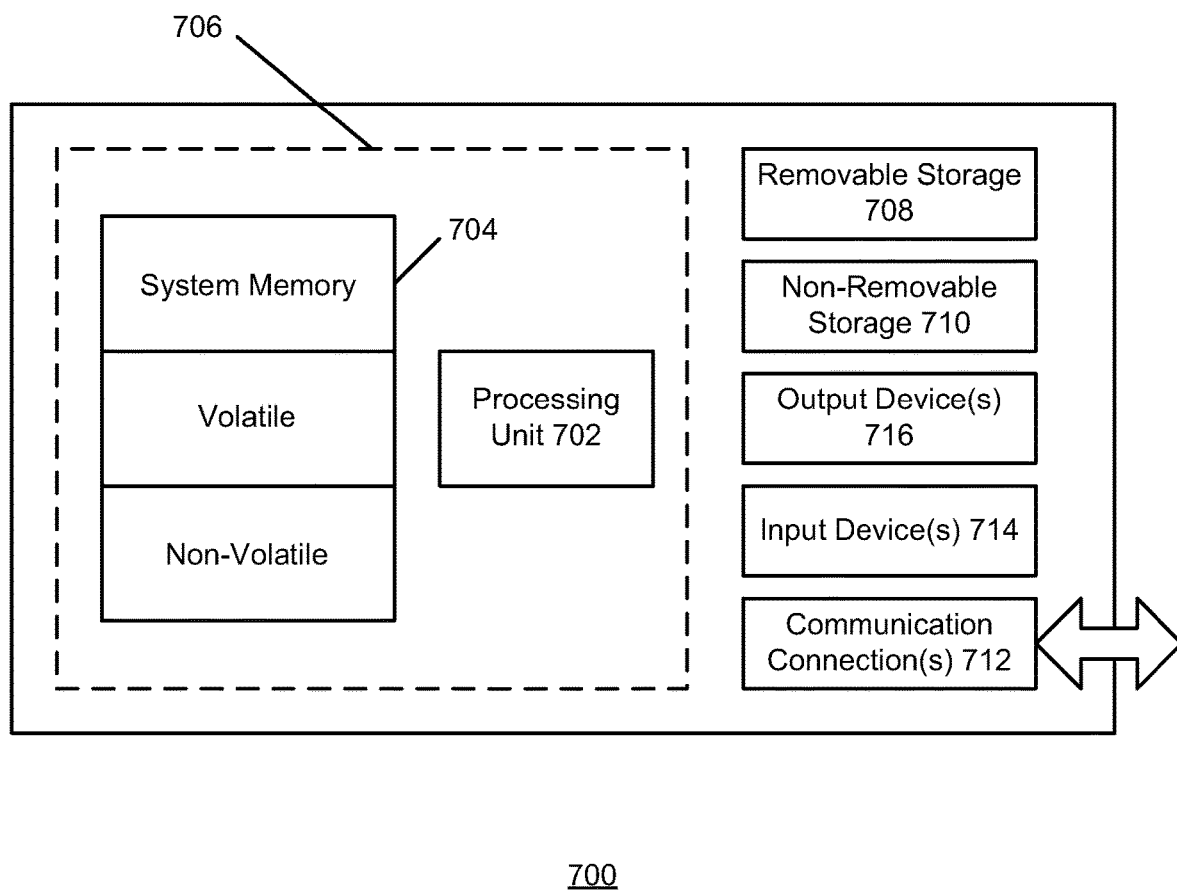 706
704
System Memory
Volatile
Non-Volatile
Processing
Unit 702
Removable Storage
708
Non-Removable
Storage 710
Output Device(s)
716
Input Device(s) 714
Communication
Connection(s) 712
700